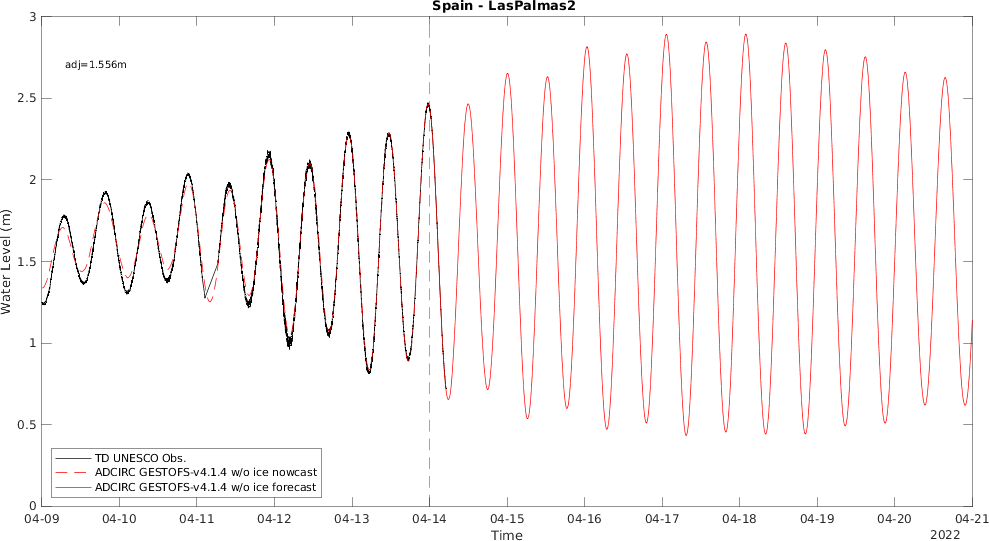 Spain - LasPalmas2
adj=1.556m
Water Level (m)
3
2.5
2
1.5
1
0.5
0
TD UNESCO Obs.
ADCIRC GESTOFS-v4.1.4 w/o ice nowcast
ADCIRC GESTOFS-v4.1.4 w/o ice forecast
04-09 04-10 04-11 04-12 04-13 04-14 04-15 04-16 04-17 04-18 04-19 04-20 04-21
Time
2022